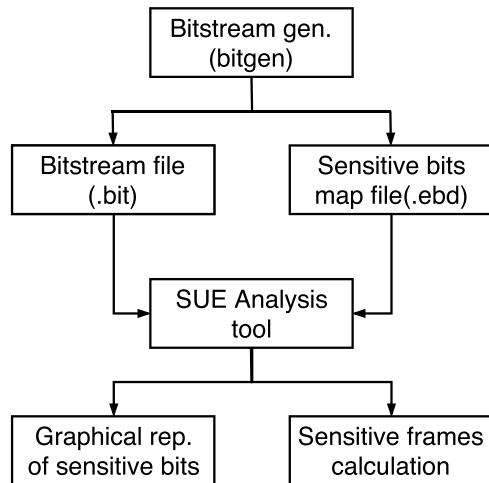 Bitstream gen.
(bitgen)
Bitstream file
(.bit)
Sensitive bits
map file(.ebd)
SUE Analysis
tool
Graphical rep.
of sensitive bits
Sensitive frames
calculation